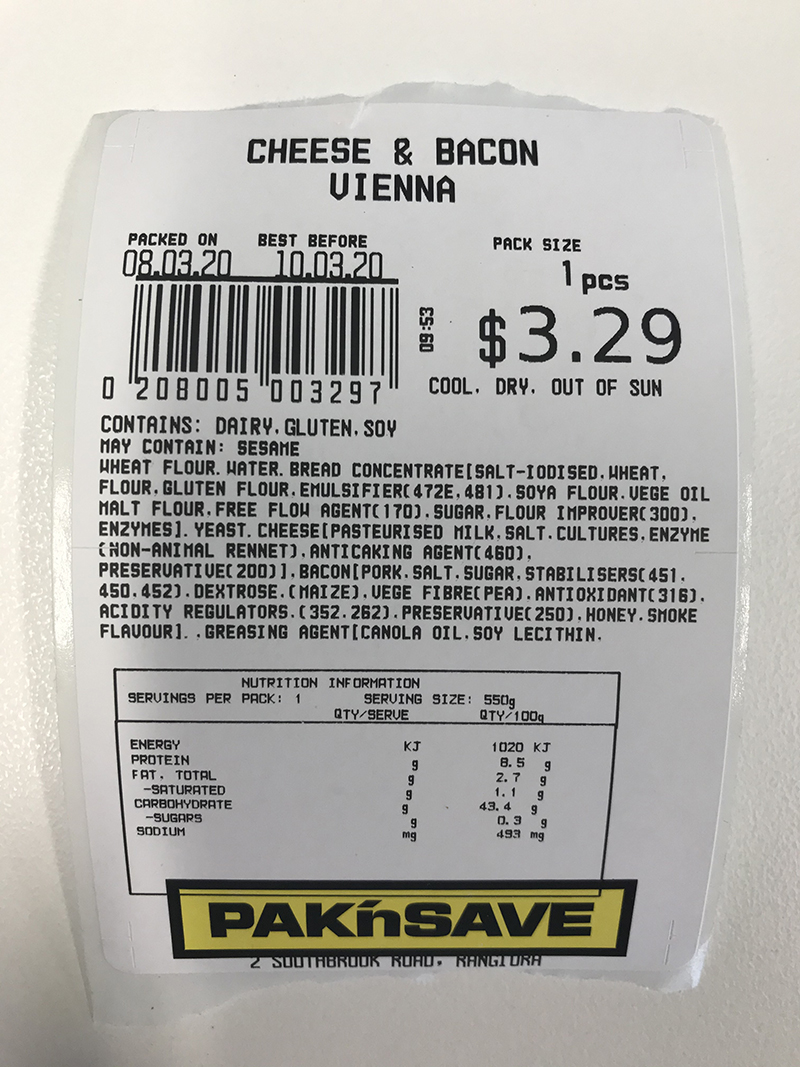 CHEESE & BACON
VIENNA
PACKED ON BEST BEFORE PACK SIZE
08.03.20 10.03.20 1 pcs
09:53 $3.29
0 208005 003297 COOL. DRY. OUT OF SUN
CONTAINS: DAIRY.GLUTEN.SOY
MAY CONTAIN: SESAME
WHEAT FLOUR. WATER. BREAD CONCENTRATE[SALT-IODISED.WHEAT,
FLOUR.GLUTEN FLOUR.EMULSIFIER(472E,481).SOYA FLOUR.VEGE OIL
MALT FLOUR.FREE FLOW AGENT(170).SUGAR.FLOUR IMPROVER(300),
ENZYMES]. YEAST. CHEESE[PASTEURISED MILK.SALT.CULTURES.ENZYME
(NON-ANIMAL RENNET).ANTICAKING AGENT(460),
PRESERVATIVE(200)].BACON[PORK.SALT.SUGAR.STABILISERS(451.
450.452).DEXTROSE.(MAIZE).VEGE FIBRE(PEA).ANTIOXIDANT(316).
ACIDITY REGULATORS.(352.262).PRESERVATIVE(250).HONEY.SMOKE
FLAVOUR]. .GREASING AGENT[CANOLA OIL.SOY LECITHIN.
NUTRITION INFORMATION
SERVINGS PER PACK: 1 SERVING SIZE: 550g
QTY/SERVE QTY/100g
ENERGY KJ 1020 KJ
PROTEIN g 8.5 g
FAT, TOTAL g 2.7 g
-SATURATED g 1.1 g
CARBOHYDRATE g 43.4 g
-SUGARS g 0.3 g
SODIUM mg 493 mg
PAK'nSAVE
2 SOUTHBROOK ROAD, RANGIORA